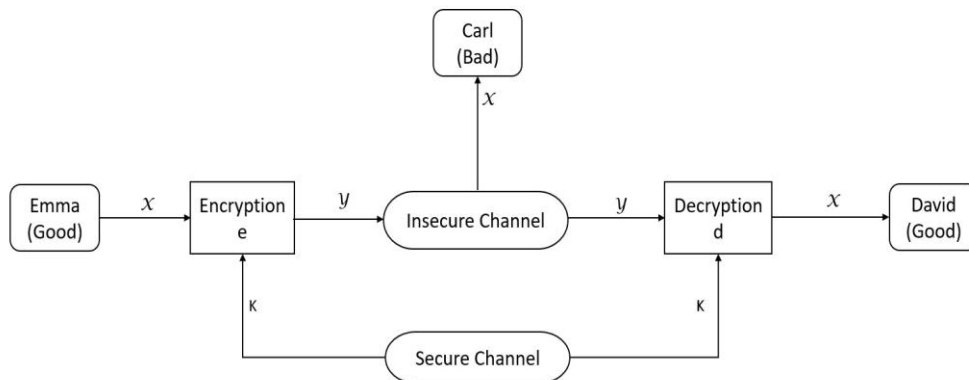 Carl
(Bad)
x
Emma
(Good)
x
Encryption
e
y
Insecure Channel
y
Decryption
d
x
David
(Good)
K
K
Secure Channel